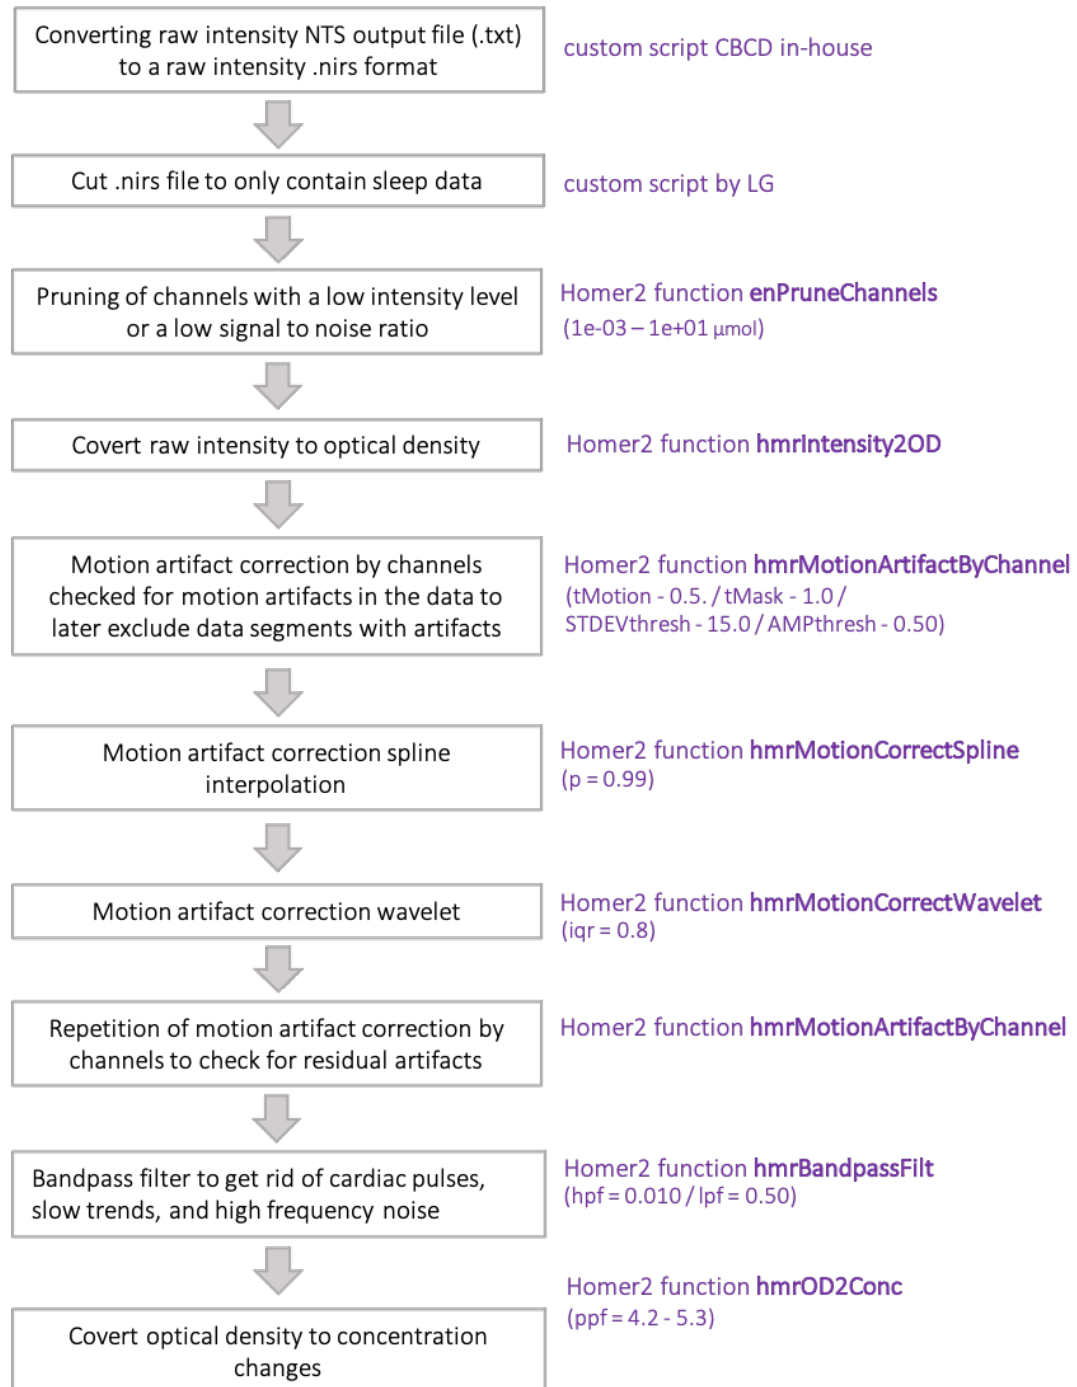 Converting raw intensity NTS output file (.txt)
to a raw intensity .nirs format
custom script CBCD in-house
Cut .nirs file to only contain sleep data
custom script by LG
Pruning of channels with a low intensity level
or a low signal to noise ratio
Homer2 function enPruneChannels
(1e-03 – 1e+01 µmol)
Covert raw intensity to optical density
Homer2 function hmrIntensity2OD
Motion artifact correction by channels
checked for motion artifacts in the data to
later exclude data segments with artifacts
Homer2 function hmrMotionArtifactByChannel
(tMotion - 0.5. / tMask - 1.0 /
STDEVthresh - 15.0 / AMPthresh - 0.50)
Motion artifact correction spline
interpolation
Homer2 function hmrMotionCorrectSpline
(p = 0.99)
Motion artifact correction wavelet
Homer2 function hmrMotionCorrectWavelet
(iqr = 0.8)
Repetition of motion artifact correction by
channels to check for residual artifacts
Homer2 function hmrMotionArtifactByChannel
Bandpass filter to get rid of cardiac pulses,
slow trends, and high frequency noise
Homer2 function hmrBandpassFilt
(hpf = 0.010 / lpf = 0.50)
Covert optical density to concentration
changes
Homer2 function hmrOD2Conc
(ppf = 4.2 - 5.3)